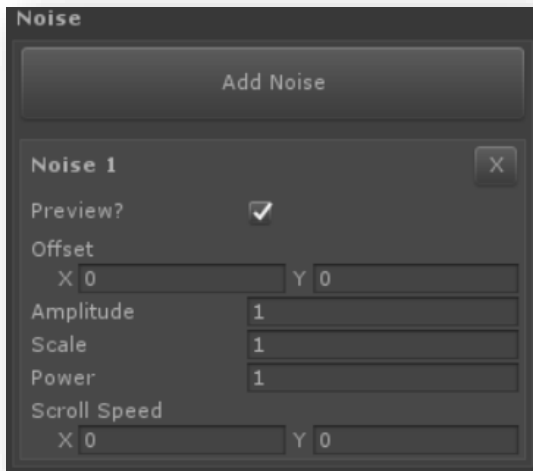 Noise
Add Noise
Noise 1 X
Preview?
Offset
X 0 Y 0
Amplitude 1
Scale 1
Power 1
Scroll Speed
X 0 Y 0